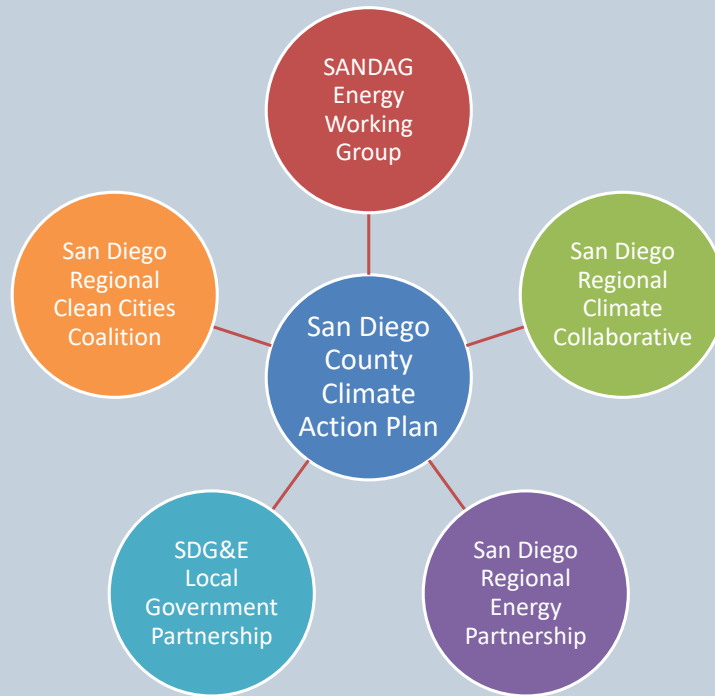 SANDAG
Energy
Working
Group
San Diego
Regional
Clean Cities
Coalition
San Diego
Regional
Climate
Collaborative
San Diego
County
Climate
Action Plan
SDG&E
Local
Government
Partnership
San Diego
Regional
Energy
Partnership